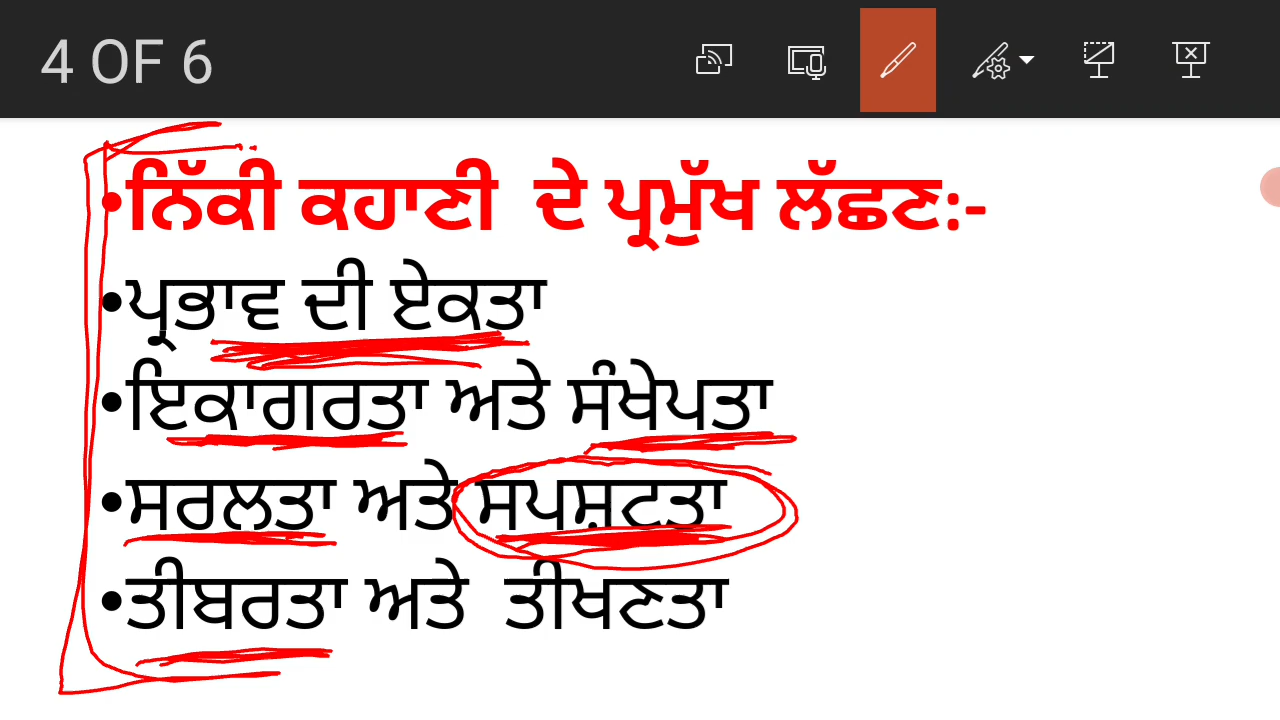 4 OF 6
•ਨਿੱਕੀ ਕਹਾਣੀ ਦੇ ਪ੍ਰਮੁੱਖ ਲੱਛਣ:-
•ਪ੍ਰਭਾਵ ਦੀ ਏਕਤਾ
•ਇਕਾਗਰਤਾ ਅਤੇ ਸੰਖੇਪਤਾ
•ਸਰਲਤਾ ਅਤੇ ਸਪਸ਼ਟਤਾ
•ਤੀਬਰਤਾ ਅਤੇ ਤੀਖਣਤਾ